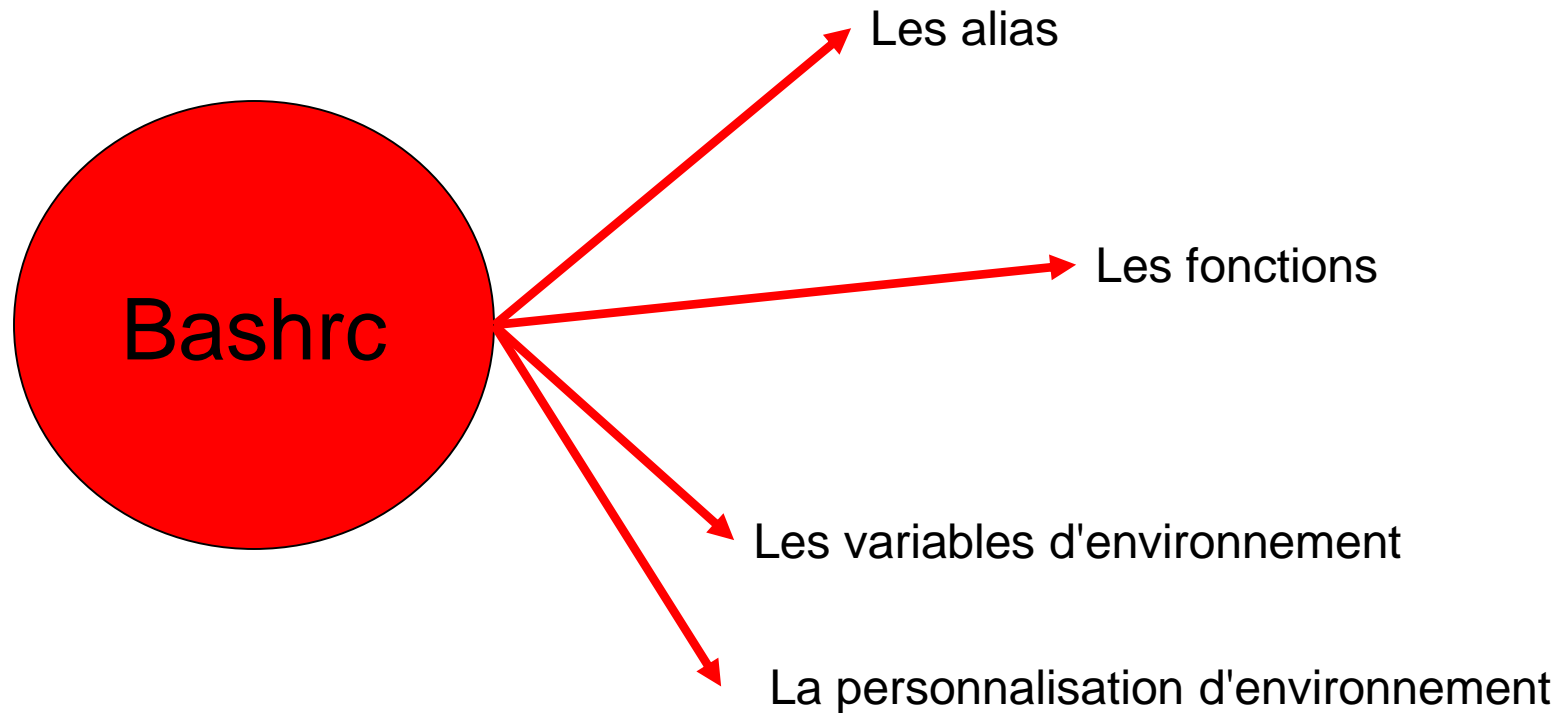 Les alias
Les fonctions
Bashrc
Les variables d'environnement
La personnalisation d'environnement